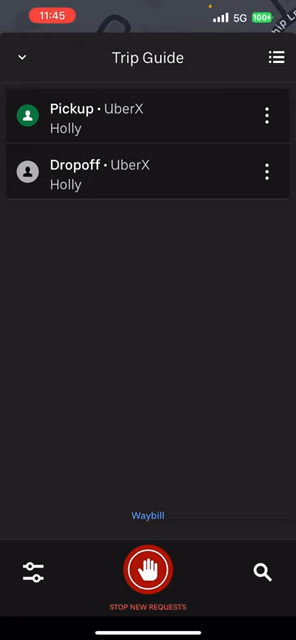 11:45
5G
100+
Trip Guide
Pickup • UberX
Holly
Dropoff • UberX
Holly
Waybill
STOP NEW REQUESTS